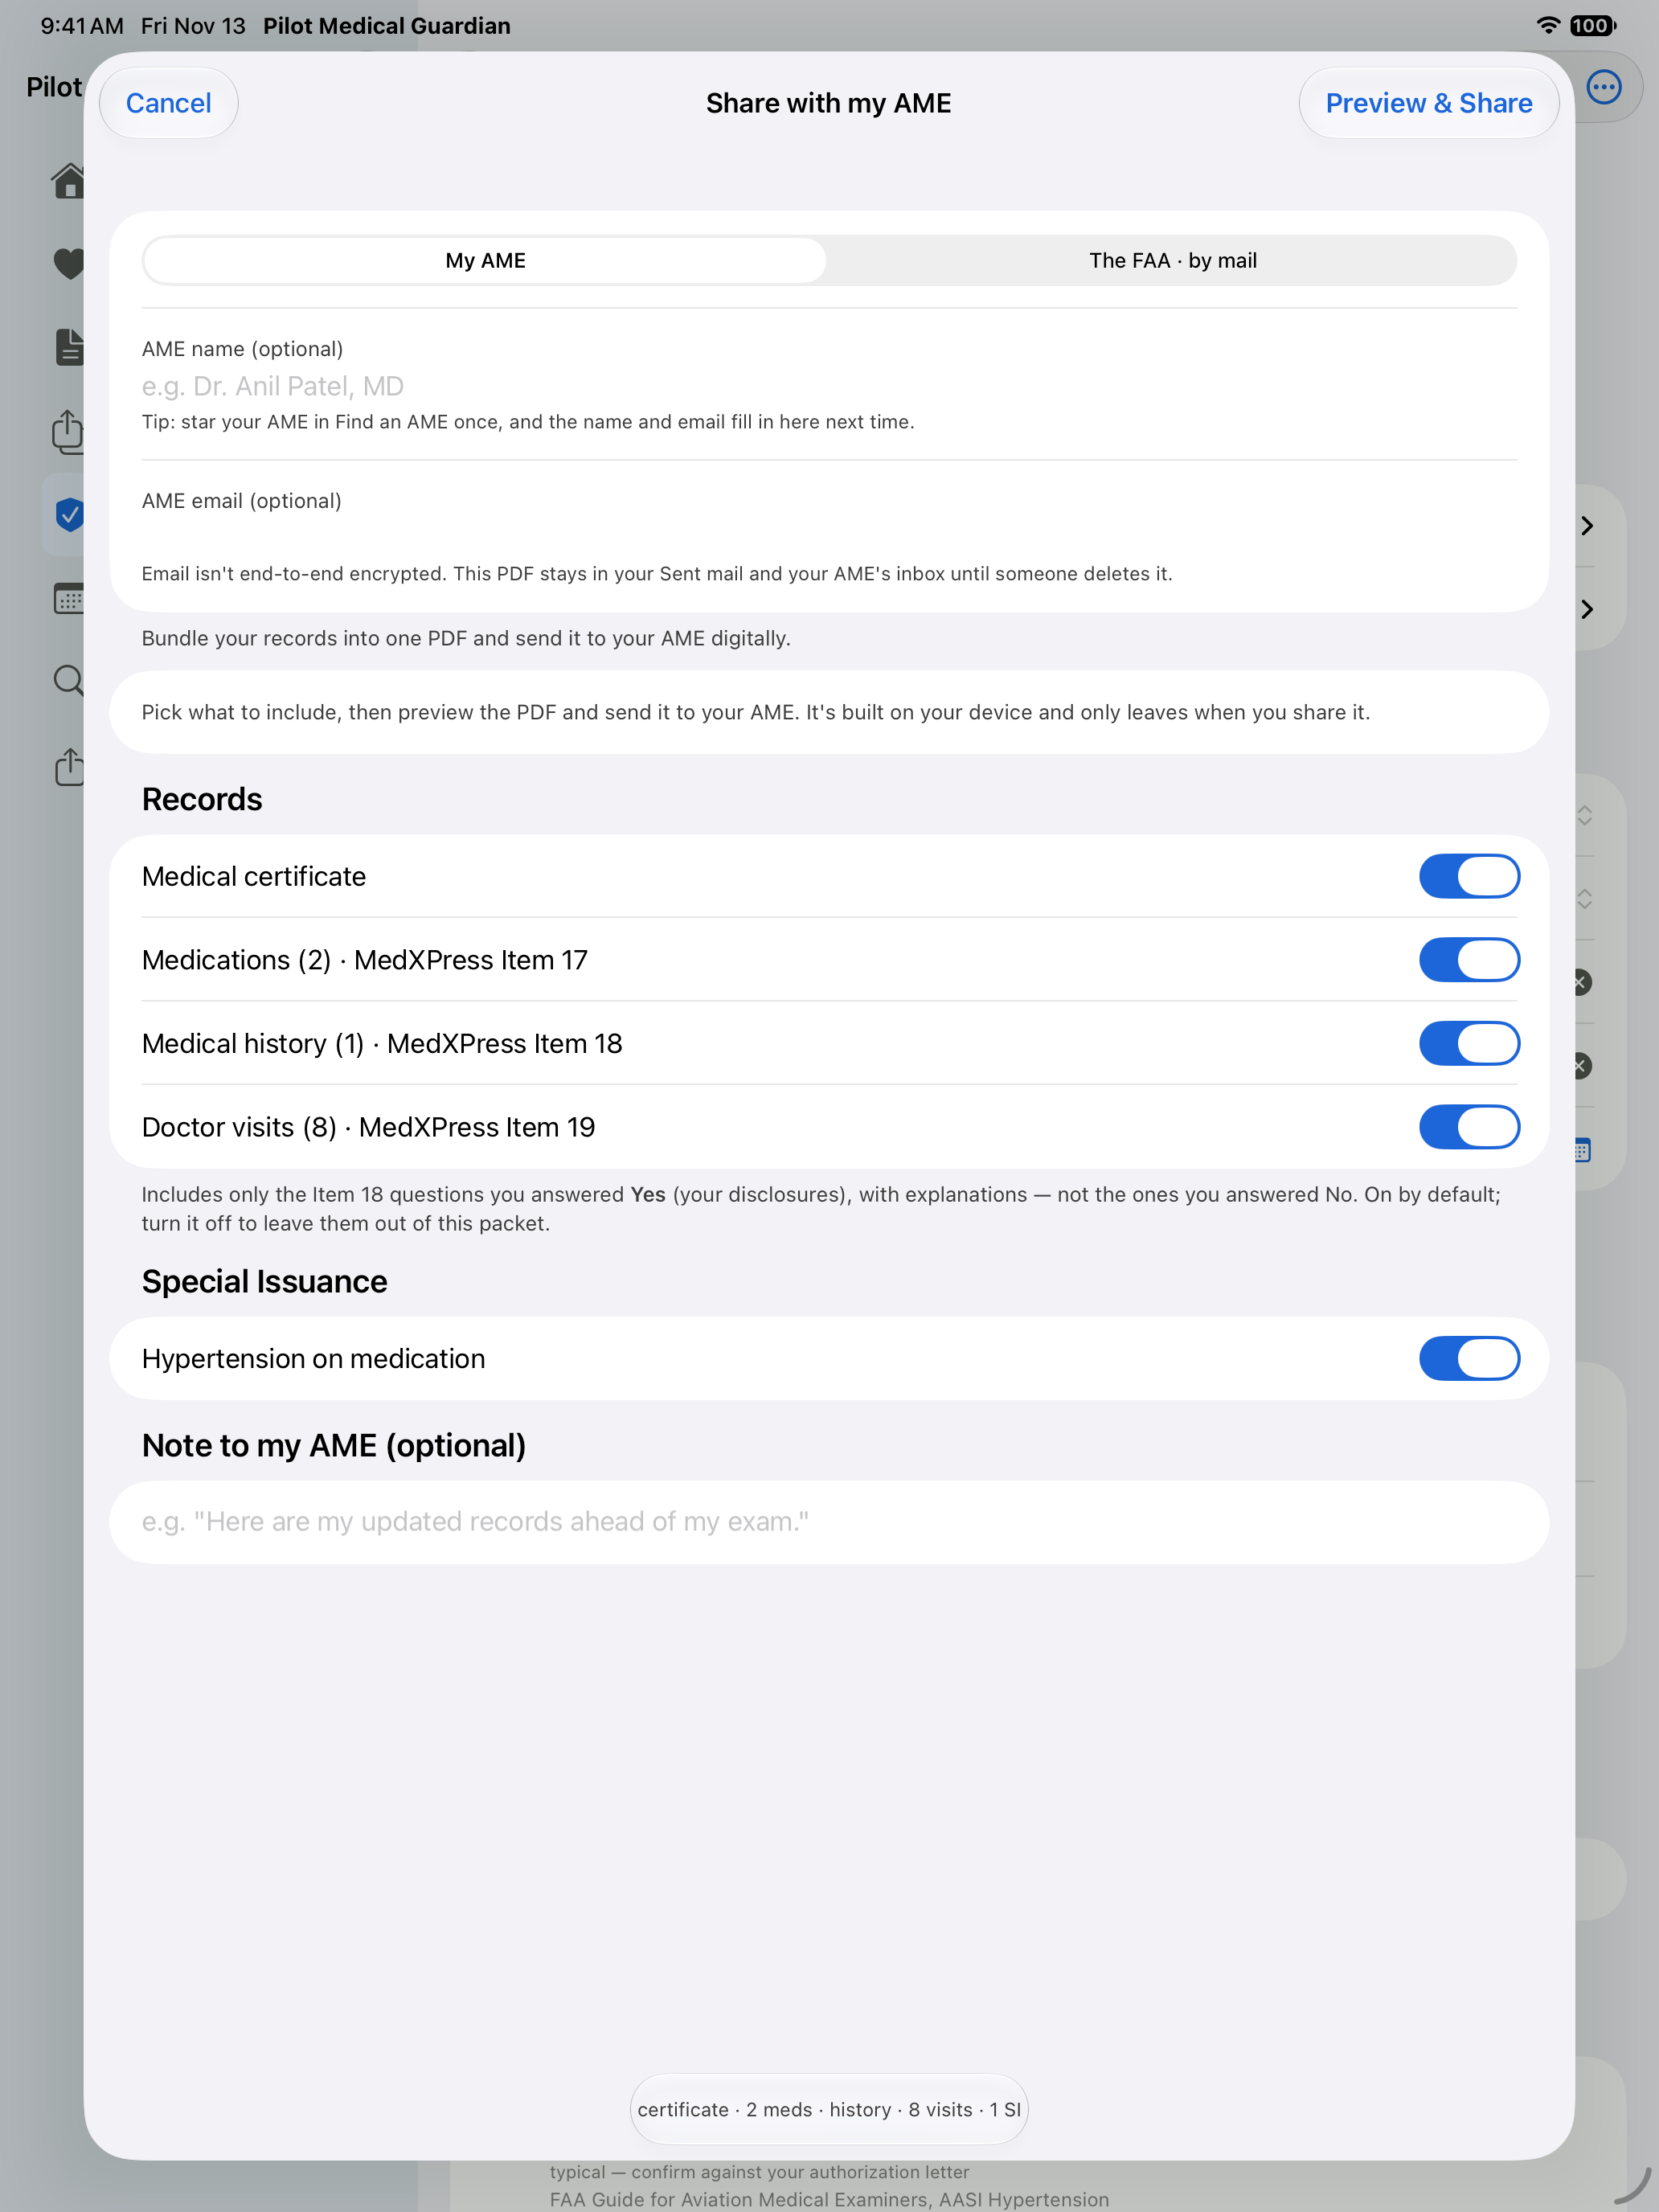 9:41 AM Fri Nov 13 Pilot Medical Guardian
100
Pilot
Cancel
Share with my AME
Preview & Share
My AME
The FAA · by mail
AME name (optional)
e.g. Dr. Anil Patel, MD
Tip: star your AME in Find an AME once, and the name and email fill in here next time.
AME email (optional)
Email isn't end-to-end encrypted. This PDF stays in your Sent mail and your AME's inbox until someone deletes it.
Bundle your records into one PDF and send it to your AME digitally.
Pick what to include, then preview the PDF and send it to your AME. It's built on your device and only leaves when you share it.
Records
Medical certificate
Medications (2) · MedXPress Item 17
Medical history (1) · MedXPress Item 18
Doctor visits (8) · MedXPress Item 19
Includes only the Item 18 questions you answered Yes (your disclosures), with explanations — not the ones you answered No. On by default;
turn it off to leave them out of this packet.
Special Issuance
Hypertension on medication
Note to my AME (optional)
e.g. "Here are my updated records ahead of my exam."
certificate · 2 meds · history · 8 visits · 1 SI
typical — confirm against your authorization letter
FAA Guide for Aviation Medical Examiners, AASI Hypertension